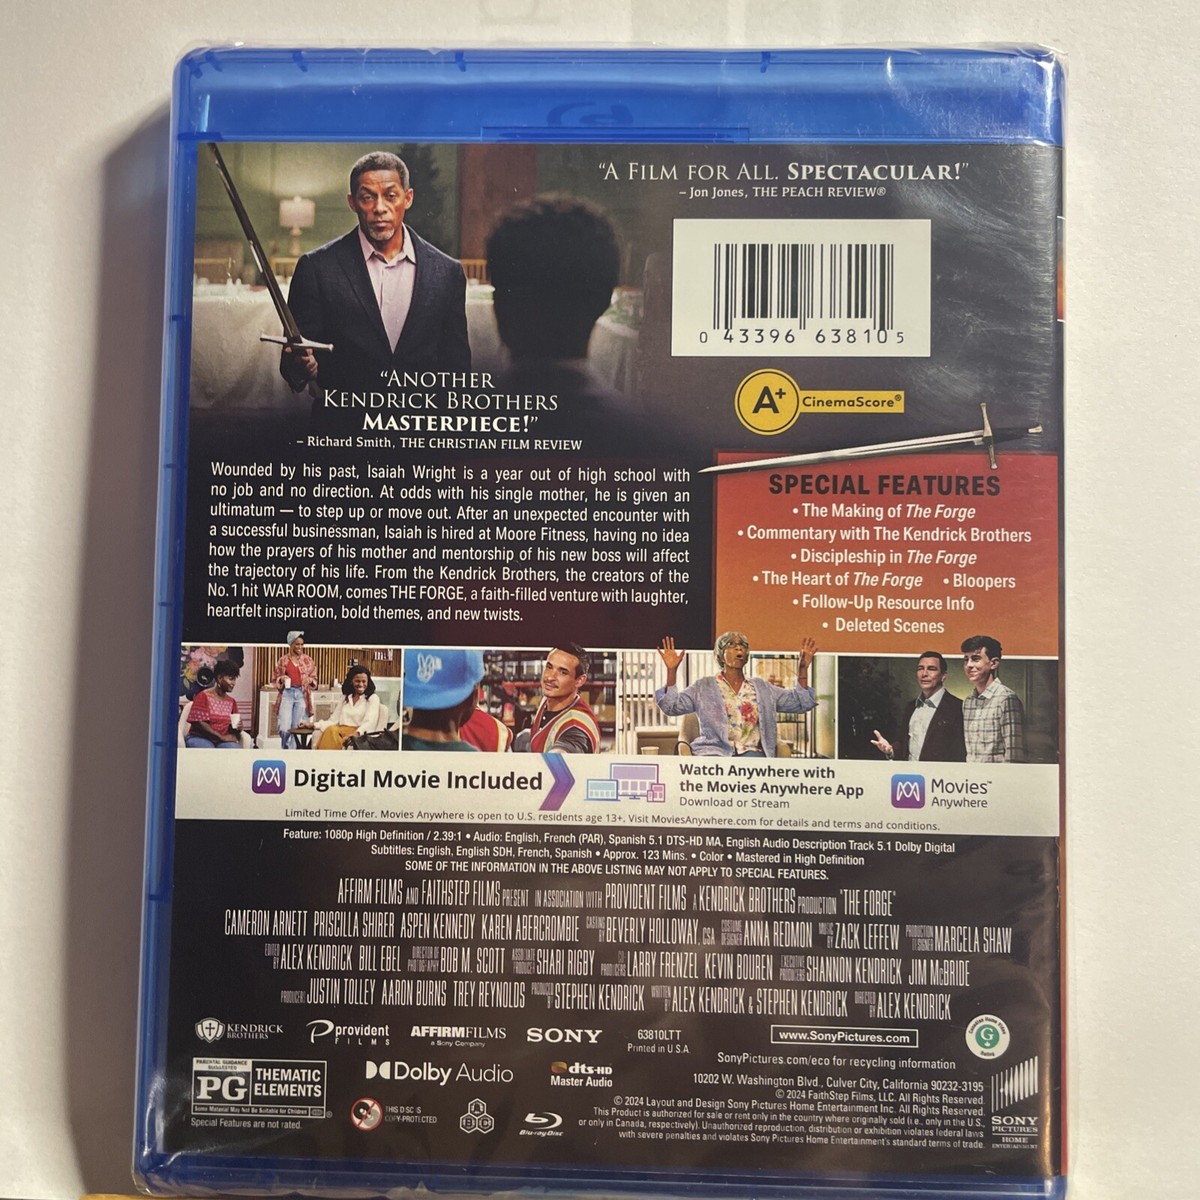 “A FILM FOR ALL. SPECTACULAR!”
– Jon Jones, THE PEACH REVIEW®
0 43396 63810 5
A+ CinemaScore®
“ANOTHER
KENDRICK BROTHERS
MASTERPIECE!”
– Richard Smith, THE CHRISTIAN FILM REVIEW
Wounded by his past, Isaiah Wright is a year out of high school with
no job and no direction. At odds with his single mother, he is given an
ultimatum — to step up or move out. After an unexpected encounter with
a successful businessman, Isaiah is hired at Moore Fitness, having no idea
how the prayers of his mother and mentorship of his new boss will affect
the trajectory of his life. From the Kendrick Brothers, the creators of the
No. 1 hit WAR ROOM, comes THE FORGE, a faith-filled venture with laughter,
heartfelt inspiration, bold themes, and new twists.
SPECIAL FEATURES
• The Making of The Forge
• Commentary with The Kendrick Brothers
• Discipleship in The Forge
• The Heart of The Forge • Bloopers
• Follow-Up Resource Info
• Deleted Scenes
Digital Movie Included
Watch Anywhere with
the Movies Anywhere App
Download or Stream
Movies™
Anywhere
Limited Time Offer. Movies Anywhere is open to U.S. residents age 13+. Visit MoviesAnywhere.com for details and terms and conditions.
Feature: 1080p High Definition / 2.39:1 • Audio: English, French (PAR), Spanish 5.1 DTS-HD MA, English Audio Description Track 5.1 Dolby Digital
Subtitles: English, English SDH, French, Spanish • Approx. 123 Mins. • Color • Mastered in High Definition
SOME OF THE INFORMATION IN THE ABOVE LISTING MAY NOT APPLY TO SPECIAL FEATURES.
AFFIRM FILMS AND FAITHSTEP FILMS PRESENT IN ASSOCIATION WITH PROVIDENT FILMS A KENDRICK BROTHERS PRODUCTION "THE FORGE"
CAMERON ARNETT PRISCILLA SHIRER ASPEN KENNEDY KAREN ABERCROMBIE CASTING BY BEVERLY HOLLOWAY, CSA COSTUME DESIGNER ANNA REDMON MUSIC BY ZACK LEFFEW PRODUCTION DESIGNER MARCELA SHAW
EDITED BY ALEX KENDRICK BILL EBEL DIRECTOR OF PHOTOGRAPHY BOB M. SCOTT ASSOCIATE PRODUCER SHARI RIGBY CO-PRODUCERS LARRY FRENZEL KEVIN BOUREN EXECUTIVE PRODUCERS SHANNON KENDRICK JIM McBRIDE
PRODUCERS JUSTIN TOLLEY AARON BURNS TREY REYNOLDS PRODUCED BY STEPHEN KENDRICK WRITTEN BY ALEX KENDRICK & STEPHEN KENDRICK DIRECTED BY ALEX KENDRICK
KENDRICK
BROTHERS
provident
FILMS
AFFIRM FILMS
a Sony Company
SONY
63810LTT
Printed in U.S.A.
www.SonyPictures.com
G
SonyPictures.com/eco for recycling information
PARENTAL GUIDANCE SUGGESTED
PG THEMATIC
ELEMENTS
Some Material May Not Be Suitable for Children
Special Features are not rated.
Dolby Audio
dts-HD
Master Audio
THIS DISC IS
COPY-PROTECTED
A
B C
Blu-ray Disc
10202 W. Washington Blvd., Culver City, California 90232-3195
© 2024 FaithStep Films, LLC. All Rights Reserved.
© 2024 Layout and Design Sony Pictures Home Entertainment Inc. All Rights Reserved.
This Product is authorized for sale or rent only in the country where originally sold (i.e., only in the U.S.,
or only in Canada, respectively). Unauthorized reproduction, distribution or exhibition violates federal laws
with severe penalties and violates Sony Pictures Home Entertainment's standard terms of trade.
SONY
PICTURES
HOME
ENTERTAINMENT